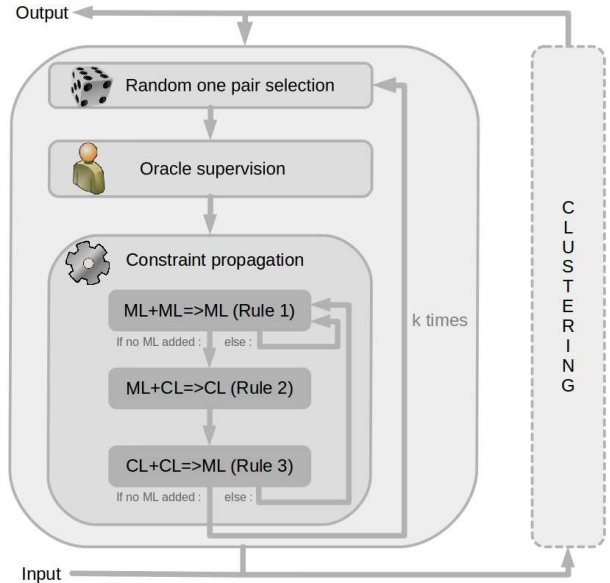 Output
Random one pair selection
Oracle supervision
Constraint propagation
ML+ML=>ML (Rule 1)
If no ML added : else :
ML+CL=>CL (Rule 2)
CL+CL=>ML (Rule 3)
If no ML added : else :
k times
CLUSTERING
Input